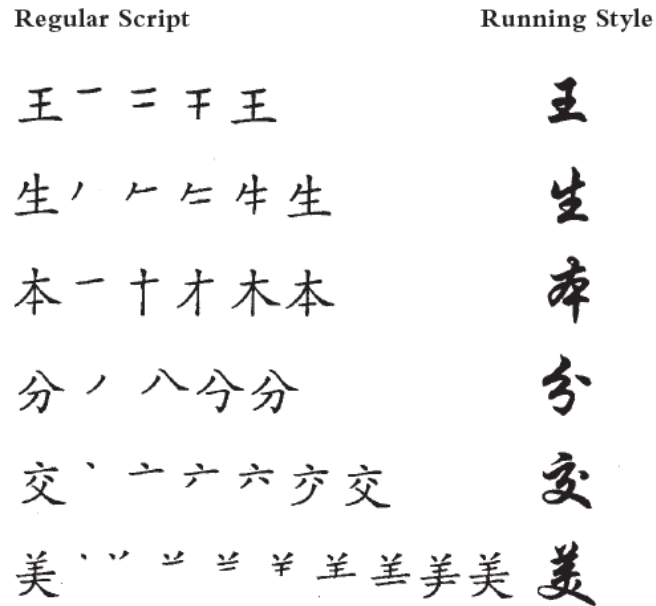 Regular Script Running Style
王 一 二 干 王 王
生 丿 𠂉 牛 生 生
本 一 十 才 木 本 本
分 丿 八 分 分 分
交 丶 亠 六 交 交
美 丶 丷 羊 美 美